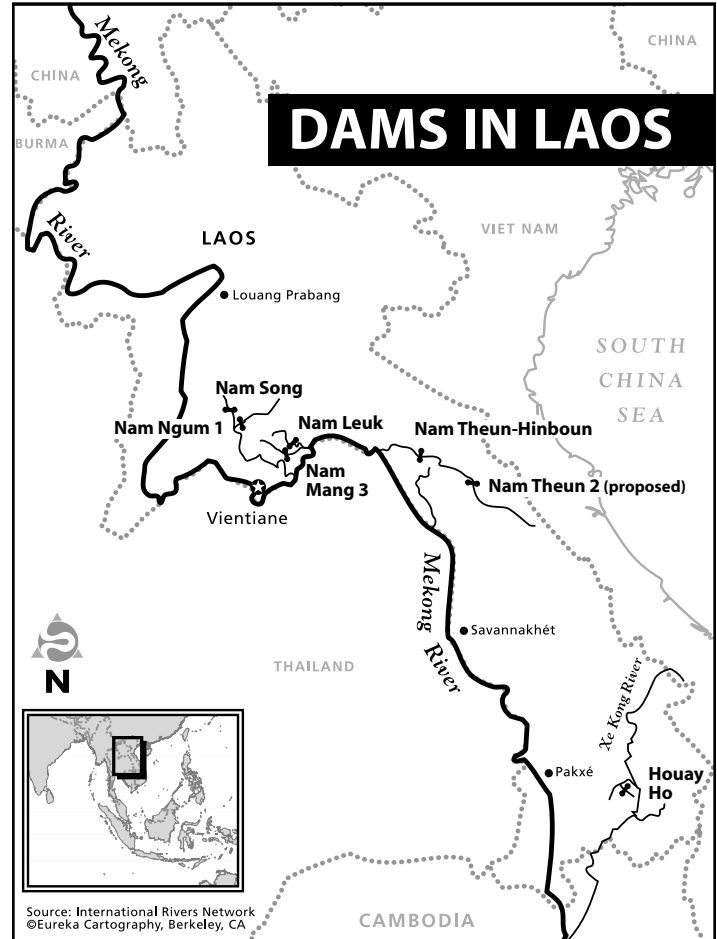 Mekong
CHINA
CHINA
DAMS IN LAOS
BURMA
River
LAOS
VIET NAM
Louang Prabang
SOUTH
CHINA
SEA
Nam Song
Nam Ngum 1
Nam Leuk
Nam Theun-Hinboun
Nam
Mang 3
Nam Theun 2 (proposed)
Vientiane
Mekong River
Savannakhét
THAILAND
N
Xe Kong River
Pakxé
Houay
Ho
Source: International Rivers Network
©Eureka Cartography, Berkeley, CA
CAMBODIA